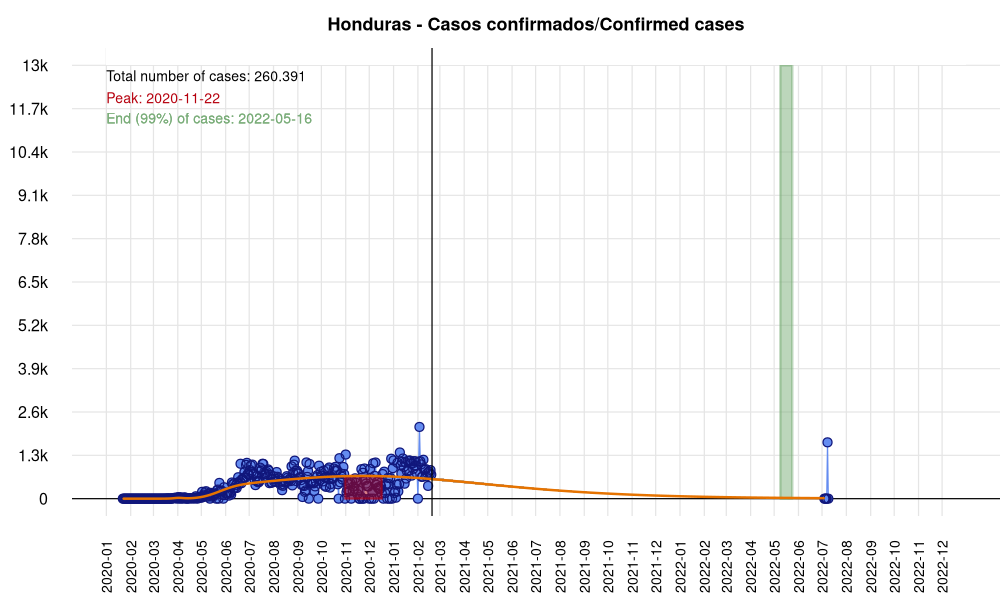 Honduras - Casos confirmados/Confirmed cases
13k
Total number of cases: 260.391
Peak: 2020-11-22
End (99%) of cases: 2022-05-16
11.7k
10.4k
9.1k
7.8k
6.5k
5.2k
3.9k
2.6k
1.3k
0
2020-01
2020-02
2020-03
2020-04
2020-05
2020-06
2020-07
2020-08
2020-09
2020-10
2020-11
2020-12
2021-01
2021-02
2021-03
2021-04
2021-05
2021-06
2021-07
2021-08
2021-09
2021-10
2021-11
2021-12
2022-01
2022-02
2022-03
2022-04
2022-05
2022-06
2022-07
2022-08
2022-09
2022-10
2022-11
2022-12